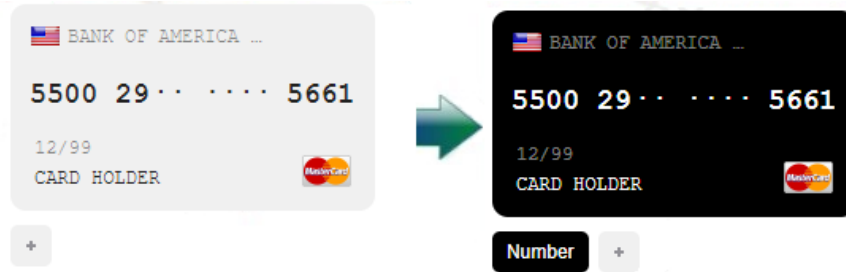 BANK OF AMERICA …
5500 29·· ···· 5661
12/99
CARD HOLDER
MasterCard
+
BANK OF AMERICA …
5500 29·· ···· 5661
12/99
CARD HOLDER
MasterCard
Number
+